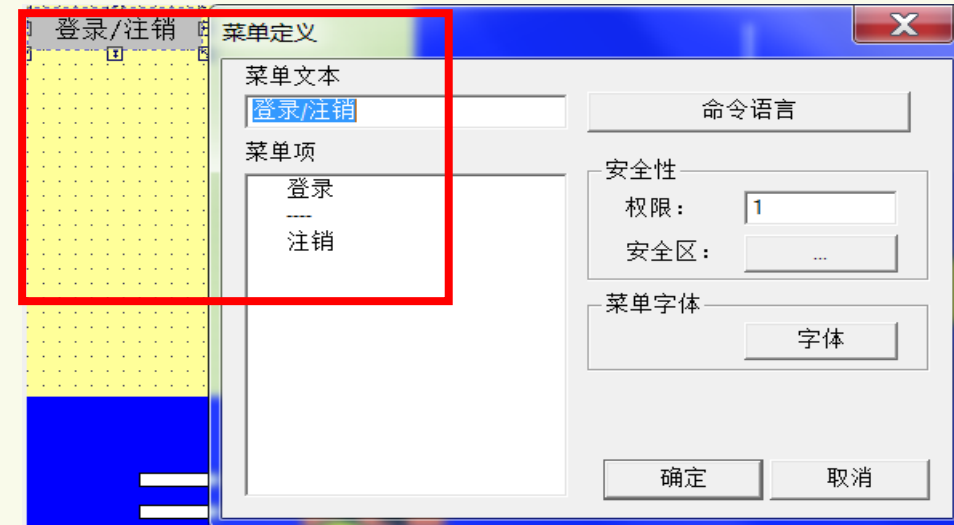 登录/注销
菜单定义
X
菜单文本
登录/注销
命令语言
菜单项
登录
----
注销
安全性
权限：
1
安全区：
...
菜单字体
字体
确定
取消